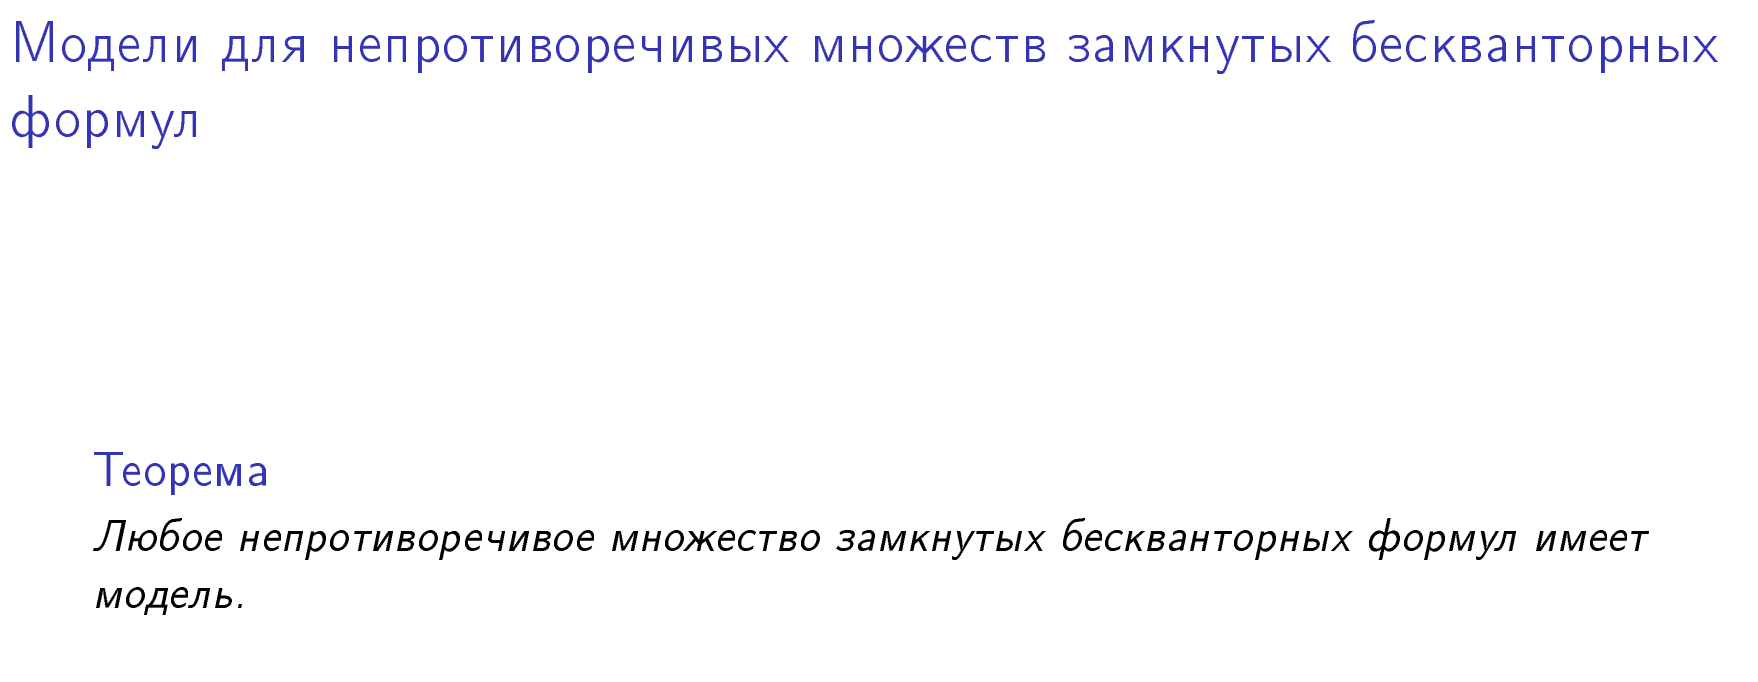 Модели для непротиворечивых множеств замкнутых бескванторных
формул
Теорема
Любое непротиворечивое множество замкнутых бескванторных формул имеет
модель.